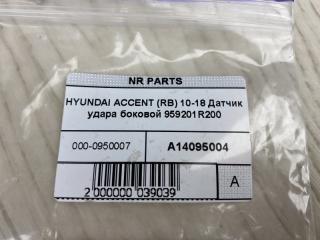 NR PARTS
HYUNDAI ACCENT (RB) 10-18 Датчик
удара боковой 959201R200
000-0950007
A14095004
2 000000 039039
A